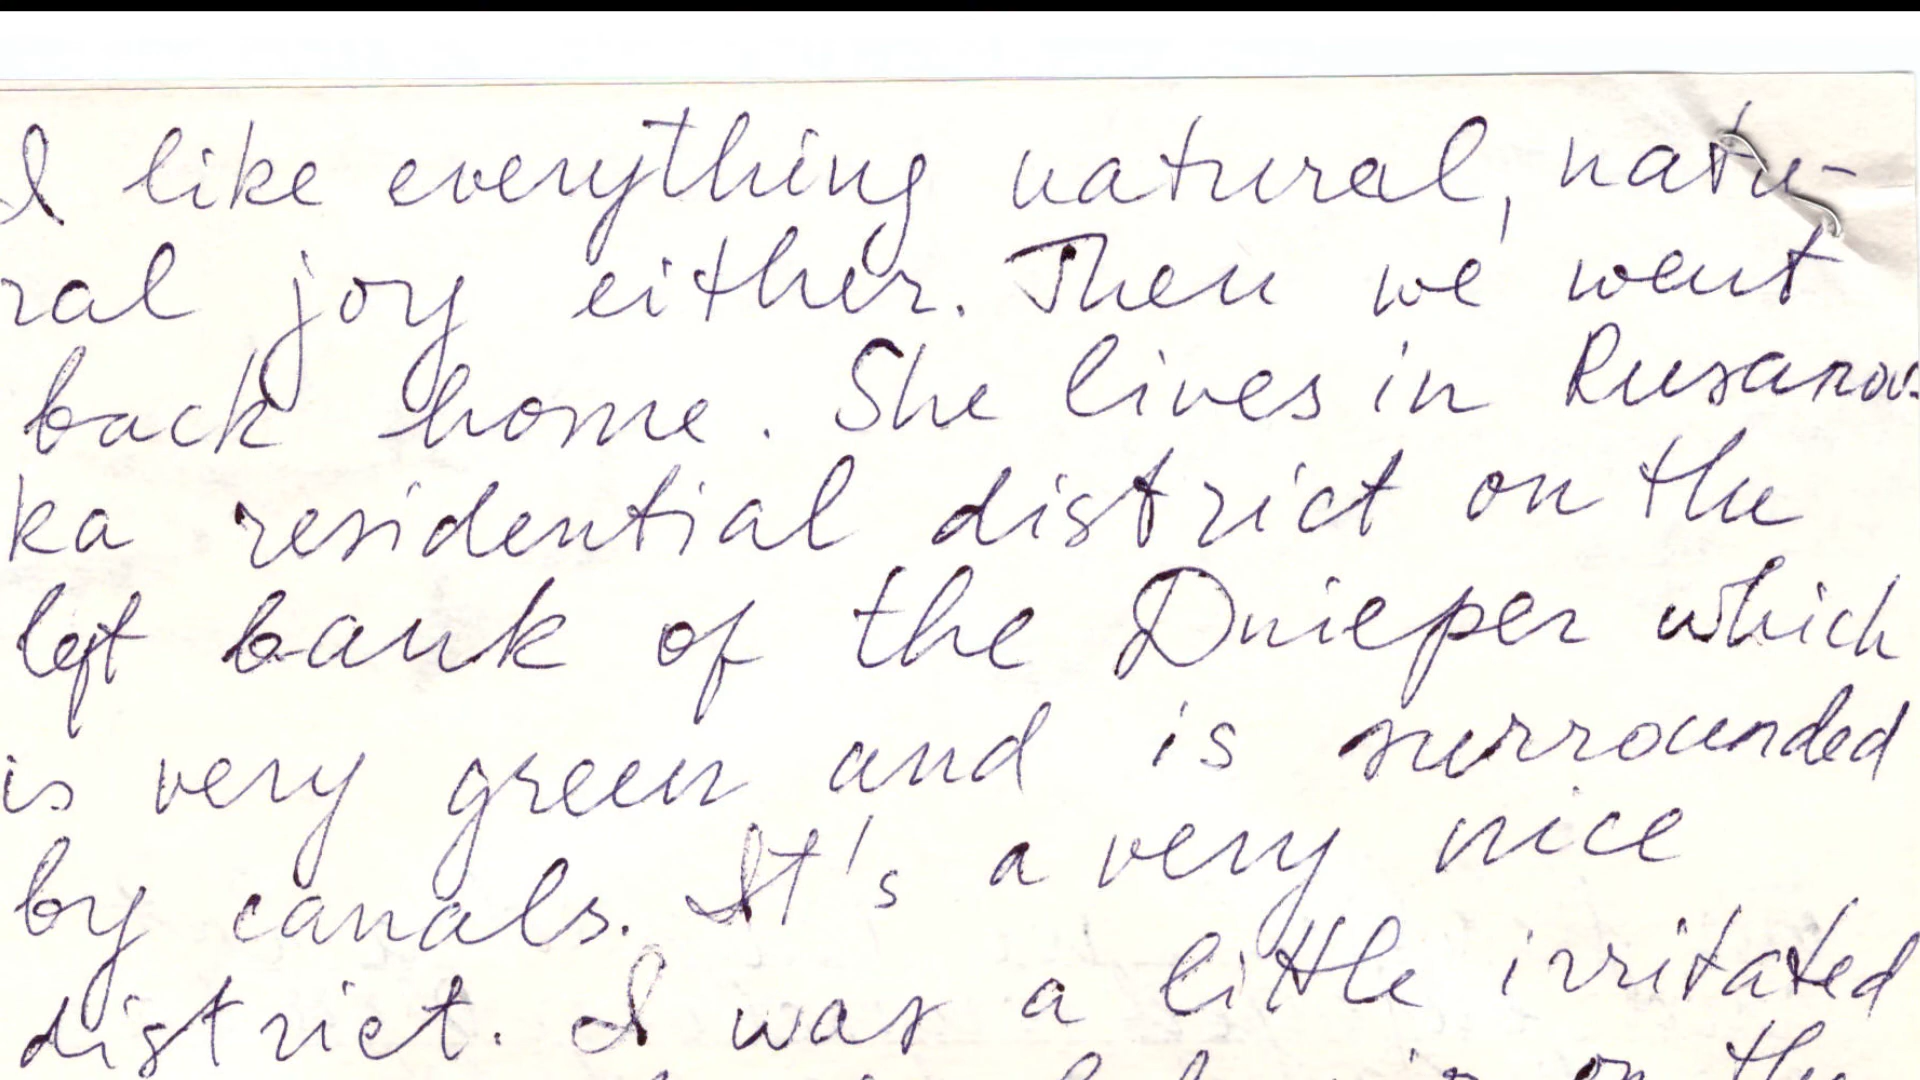 I like everything natural, natu-
ral joy either. Then we went
back home. She lives in Rusanov-
ka residential district on the
left bank of the Dnieper which
is very green and is surrounded
by canals. It's a very nice
district. I was a little irritated
on the